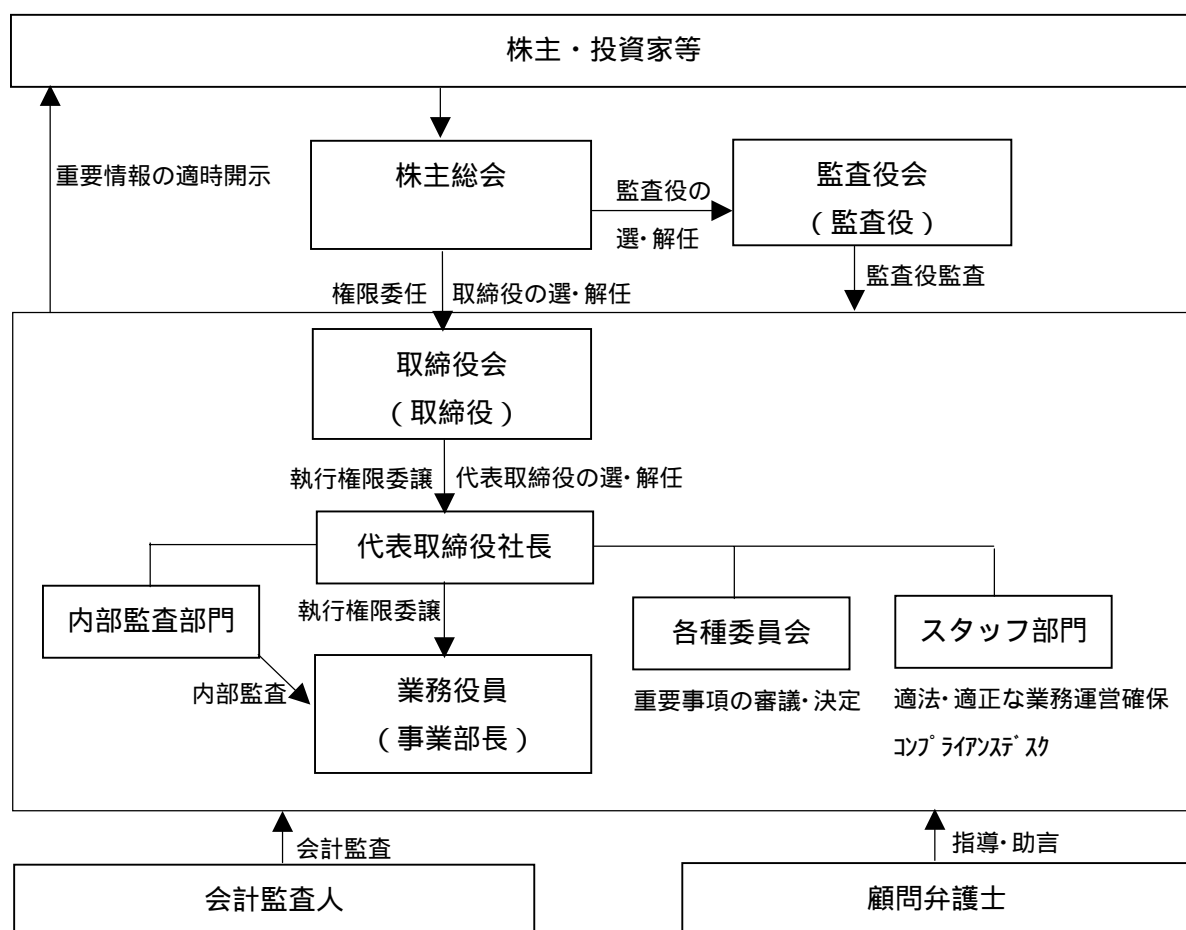 株主・投資家等
重要情報の適時開示
株主総会
監査役の
選・解任
監査役会
(監査役)
監査役監査
権限委任
取締役の選・解任
取締役会
(取締役)
執行権限委譲
代表取締役の選・解任
代表取締役社長
内部監査部門
執行権限委譲
各種委員会
スタッフ部門
内部監査
業務役員
(事業部長)
重要事項の審議・決定
適法・適正な業務運営確保
コンプライアンスデスク
会計監査
指導・助言
会計監査人
顧問弁護士